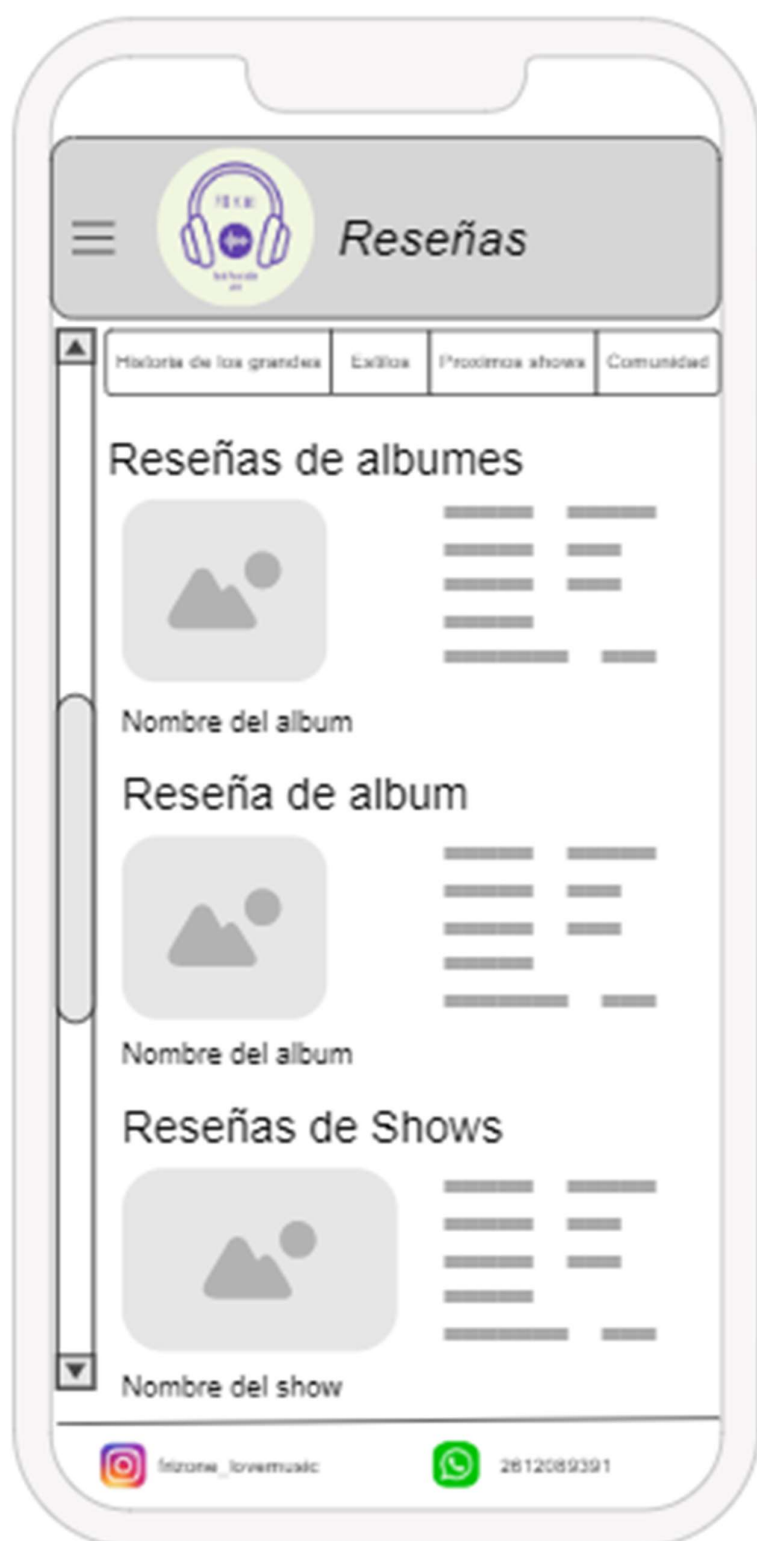 Reseñas
Historia de los grandes Estilos Proximos shows Comunidad
Reseñas de albumes
Nombre del album
Reseña de album
Nombre del album
Reseñas de Shows
Nombre del show
frizone_lovemusic 2612089391